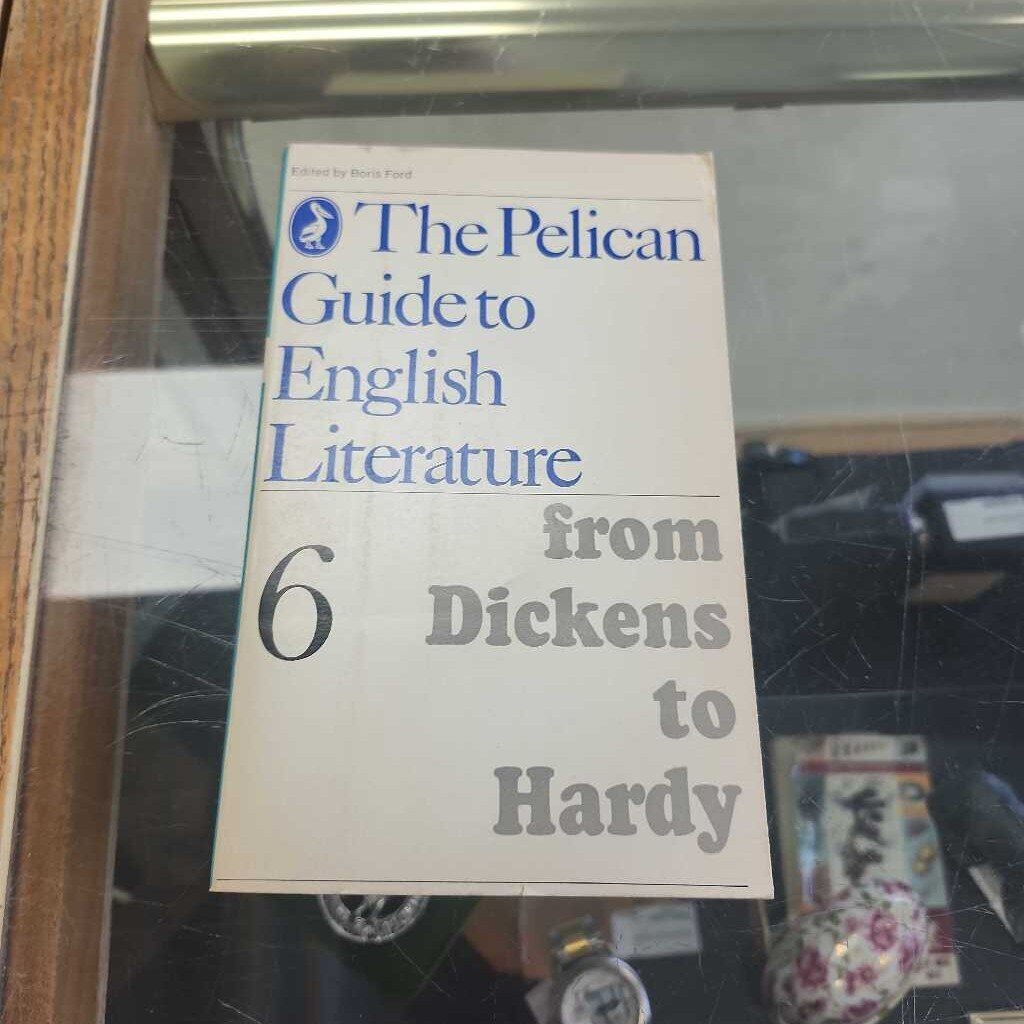 Edited by Boris Ford
The Pelican
Guide to
English
Literature
6
from
Dickens
to
Hardy